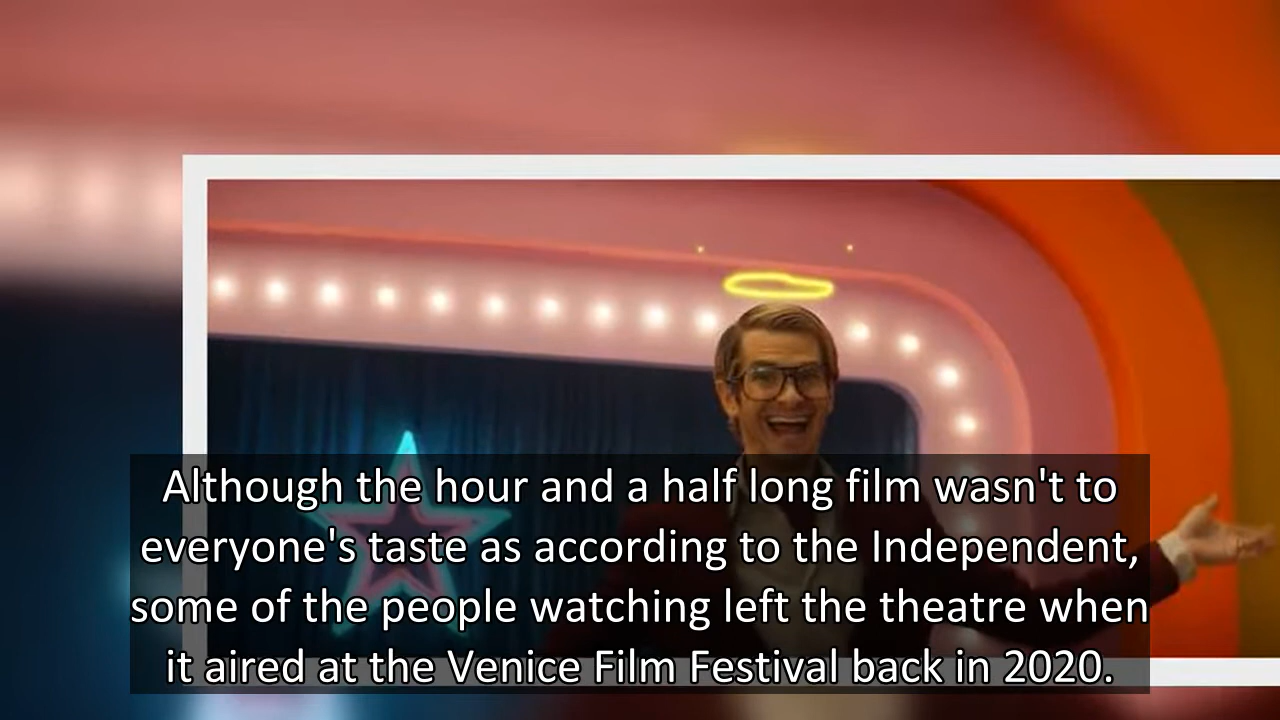 Although the hour and a half long film wasn't to
everyone's taste as according to the Independent,
some of the people watching left the theatre when
it aired at the Venice Film Festival back in 2020.